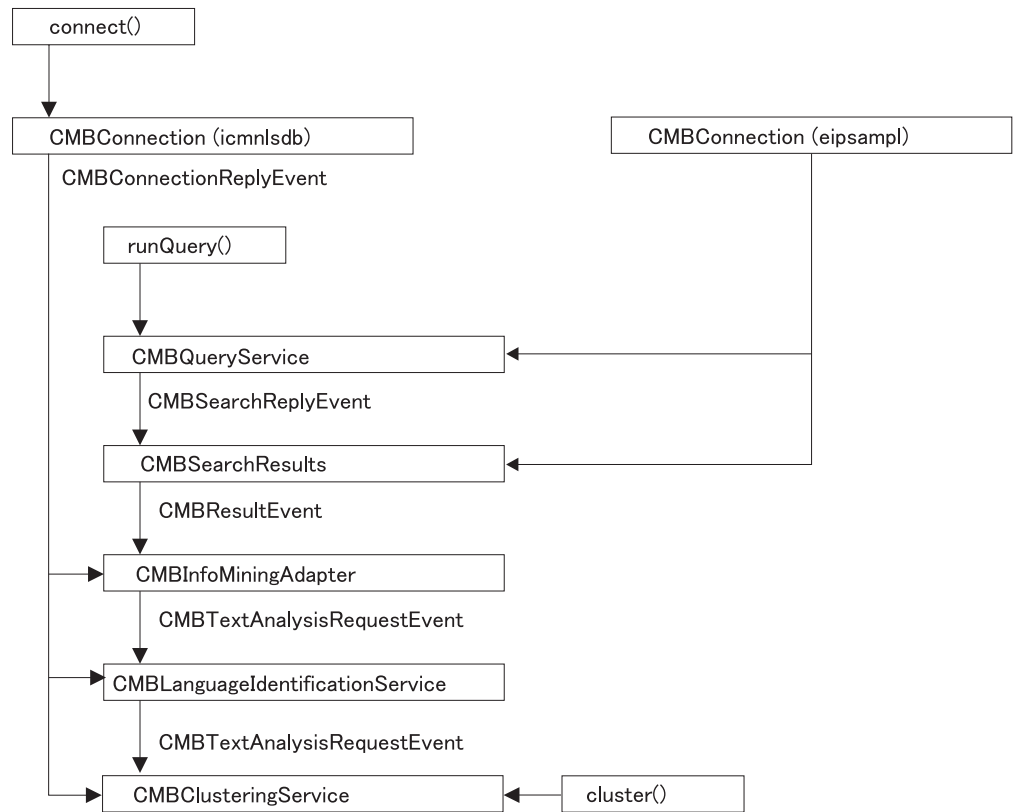 connect()
CMBConnection (icmnlsdb)
CMBConnection (eipsampl)
CMBConnectionReplyEvent
runQuery()
CMBQueryService
CMBSearchReplyEvent
CMBSearchResults
CMBResultEvent
CMBInfoMiningAdapter
CMBTextAnalysisRequestEvent
CMBLanguageIdentificationService
CMBTextAnalysisRequestEvent
CMBClusteringService
cluster()